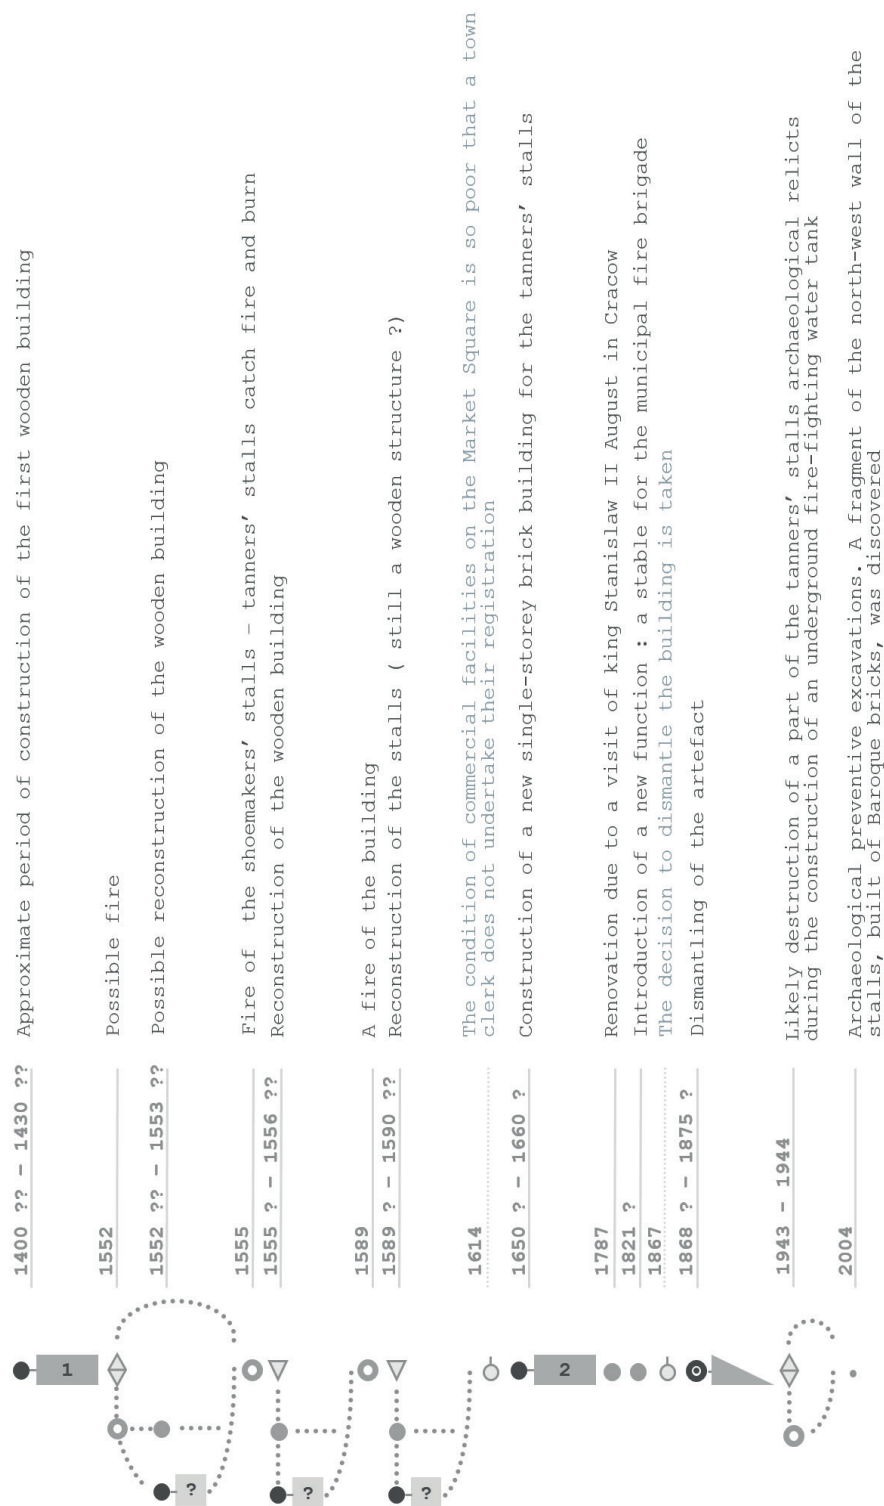 1400 ?? – 1430 ?? Approximate period of construction of the first wooden building
1
1552 Possible fire
1552 ?? – 1553 ?? Possible reconstruction of the wooden building
?
1555 Fire of the shoemakers' stalls – tanners' stalls catch fire and burn
1555 ? – 1556 ?? Reconstruction of the wooden building
?
1589 A fire of the building
1589 ? – 1590 ?? Reconstruction of the stalls ( still a wooden structure ?)
?
1614 The condition of commercial facilities on the Market Square is so poor that a town
clerk does not undertake their registration
1650 ? – 1660 ? Construction of a new single-storey brick building for the tanners' stalls
2
1787 Renovation due to a visit of king Stanislaw II August in Cracow
1821 ? Introduction of a new function : a stable for the municipal fire brigade
1867 The decision to dismantle the building is taken
1868 ? – 1875 ? Dismantling of the artefact
1943 – 1944 Likely destruction of a part of the tanners' stalls archaeological relicts
during the construction of an underground fire-fighting water tank
2004 Archaeological preventive excavations. A fragment of the north-west wall of the
stalls, built of Baroque bricks, was discovered